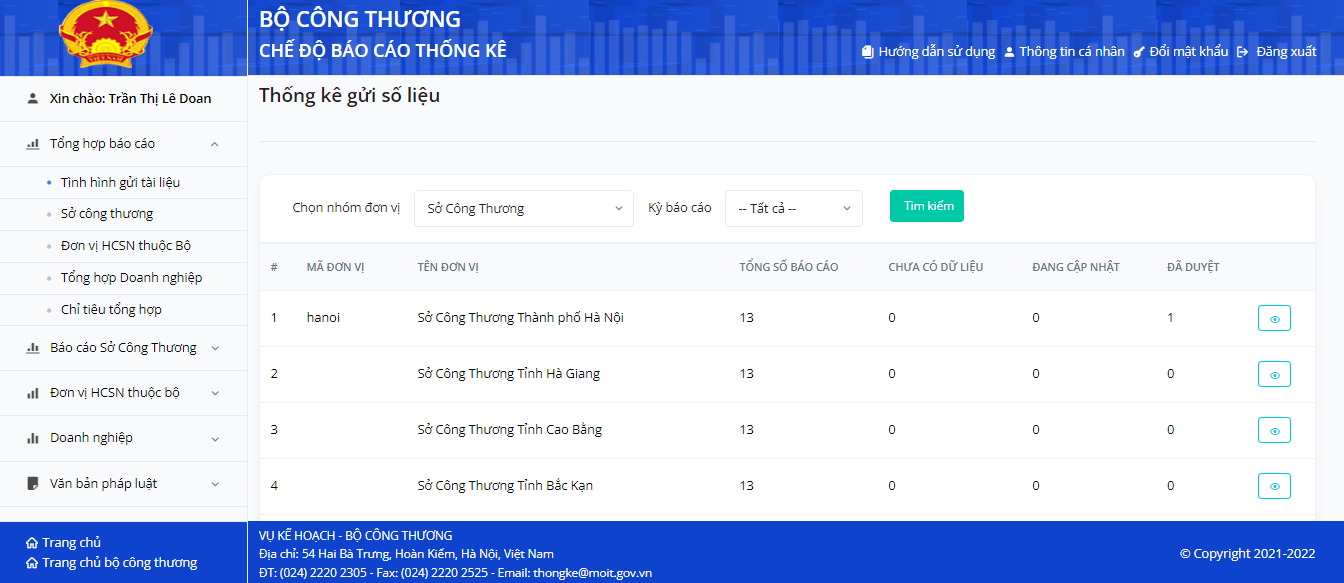 VIỆT NAM
BỘ CÔNG THƯƠNG
CHẾ ĐỘ BÁO CÁO THỐNG KÊ
Hướng dẫn sử dụng Thông tin cá nhân Đổi mật khẩu Đăng xuất
Xin chào: Trần Thị Lê Doan
Tổng hợp báo cáo
Tình hình gửi tài liệu
Sở công thương
Đơn vị HCSN thuộc Bộ
Tổng hợp Doanh nghiệp
Chỉ tiêu tổng hợp
Báo cáo Sở Công Thương
Đơn vị HCSN thuộc bộ
Doanh nghiệp
Văn bản pháp luật
Trang chủ
Trang chủ bộ công thương
Thống kê gửi số liệu
Chọn nhóm đơn vị Sở Công Thương Kỳ báo cáo -- Tất cả -- Tìm kiếm
# MÃ ĐƠN VỊ TÊN ĐƠN VỊ TỔNG SỐ BÁO CÁO CHƯA CÓ DỮ LIỆU ĐANG CẬP NHẬT ĐÃ DUYỆT
1 hanoi Sở Công Thương Thành phố Hà Nội 13 0 0 1
2 Sở Công Thương Tỉnh Hà Giang 13 0 0 0
3 Sở Công Thương Tỉnh Cao Bằng 13 0 0 0
4 Sở Công Thương Tỉnh Bắc Kạn 13 0 0 0
VỤ KẾ HOẠCH - BỘ CÔNG THƯƠNG
Địa chỉ: 54 Hai Bà Trưng, Hoàn Kiếm, Hà Nội, Việt Nam
ĐT: (024) 2220 2305 - Fax: (024) 2220 2525 - Email: thongke@moit.gov.vn
© Copyright 2021-2022